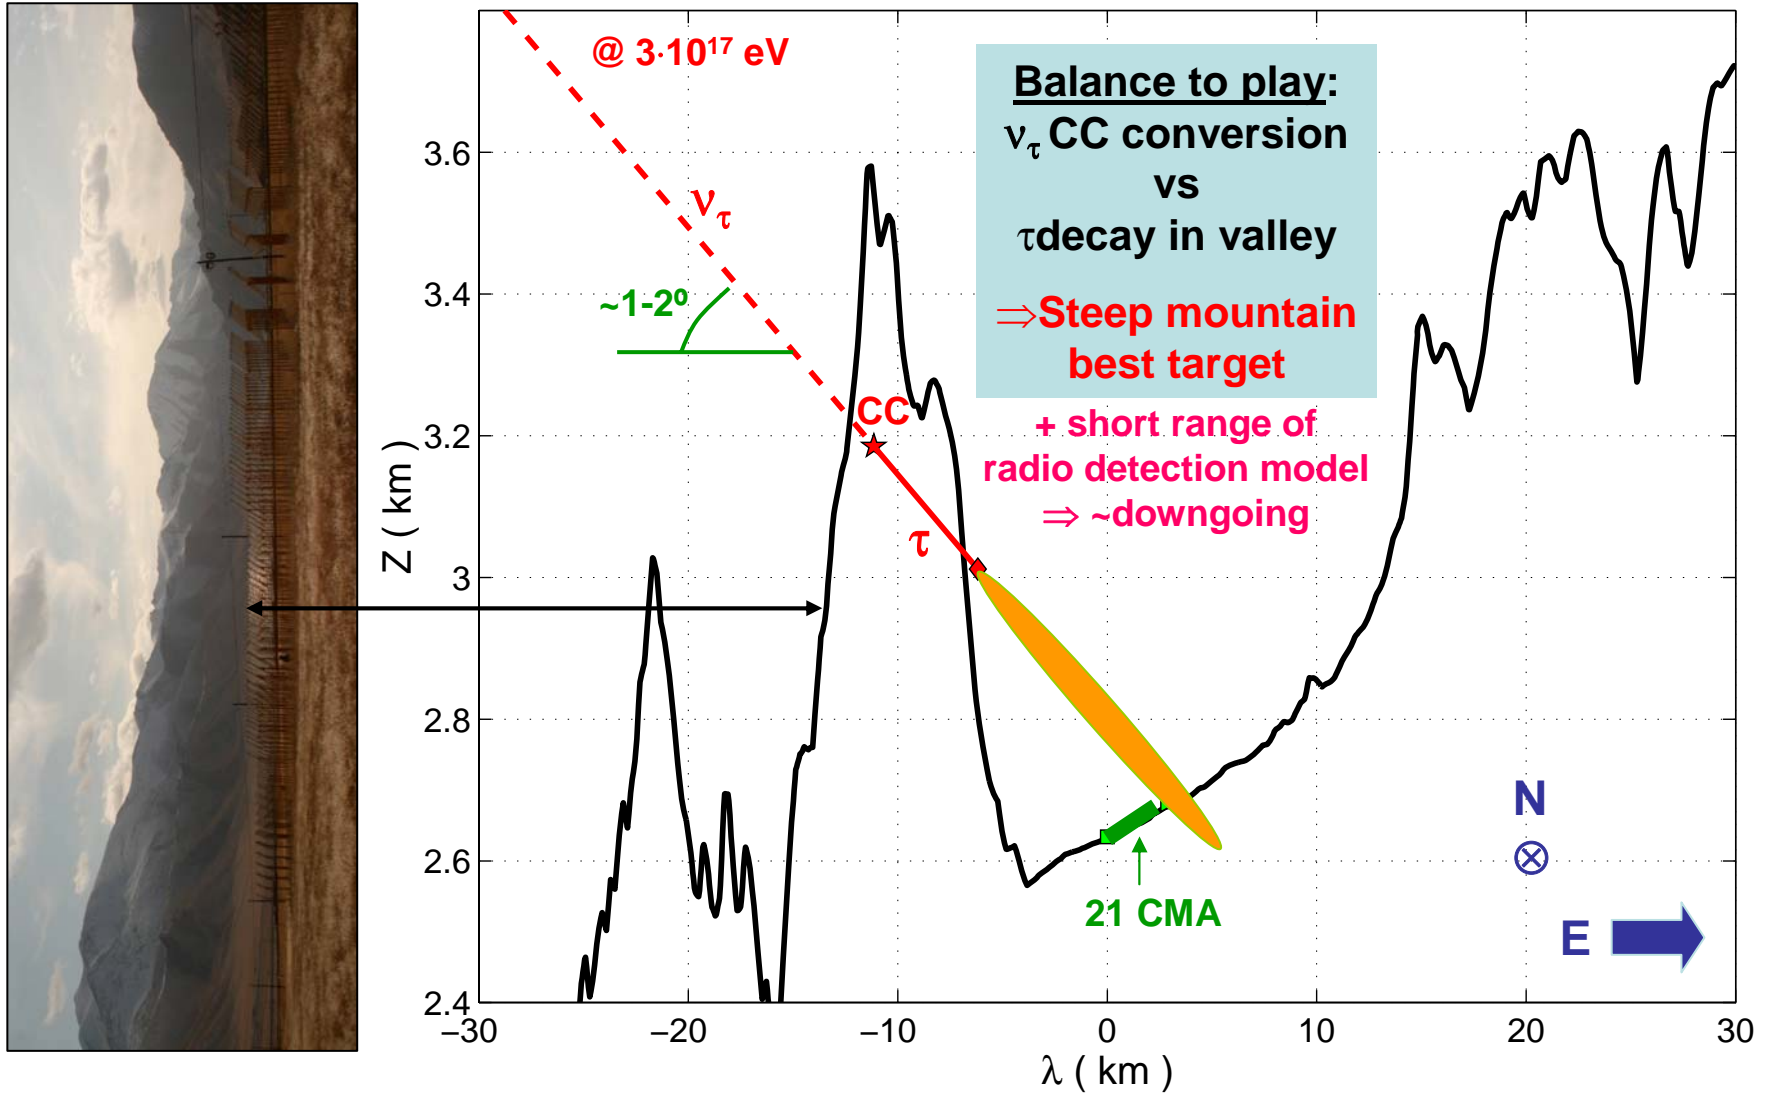 @ 3·10¹⁷ eV
Balance to play:
ντ CC conversion
vs
τdecay in valley
⇒Steep mountain
best target
+ short range of
radio detection model
⇒ ~downgoing
ντ
~1-2º
CC
τ
21 CMA
N
E
Z ( km )
3.6
3.4
3.2
3
2.8
2.6
2.4
–30
–20
–10
0
10
20
30
λ ( km )